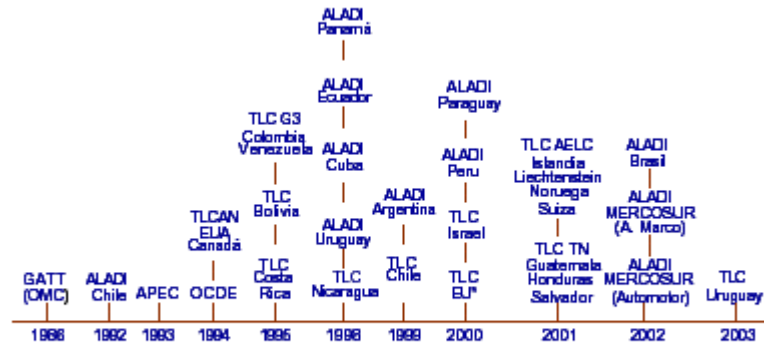 GATT
(OMC)
1986
ALADI
Chile
1992
APEC
1993
TLCAN
EUA
Canadá
OCDE
1994
TLC G3
Colombia
Venezuela
TLC
Bolivia
TLC
Costa
Rica
1995
ALADI
Panamá
ALADI
Ecuador
ALADI
Cuba
ALADI
Uruguay
TLC
Nicaragua
1998
ALADI
Argentina
TLC
Chile
1999
ALADI
Paraguay
ALADI
Peru
TLC
Israel
TLC
2000
TLC AELC
Islandia
Liechtenstein
Noruega
Suiza
TLC TN
Guatemala
Honduras
Salvador
2001
ALADI
Brasil
ALADI
MERCOSUR
(A. Marco)
ALADI
MERCOSUR
(Automotor)
2002
TLC
Uruguay
2003